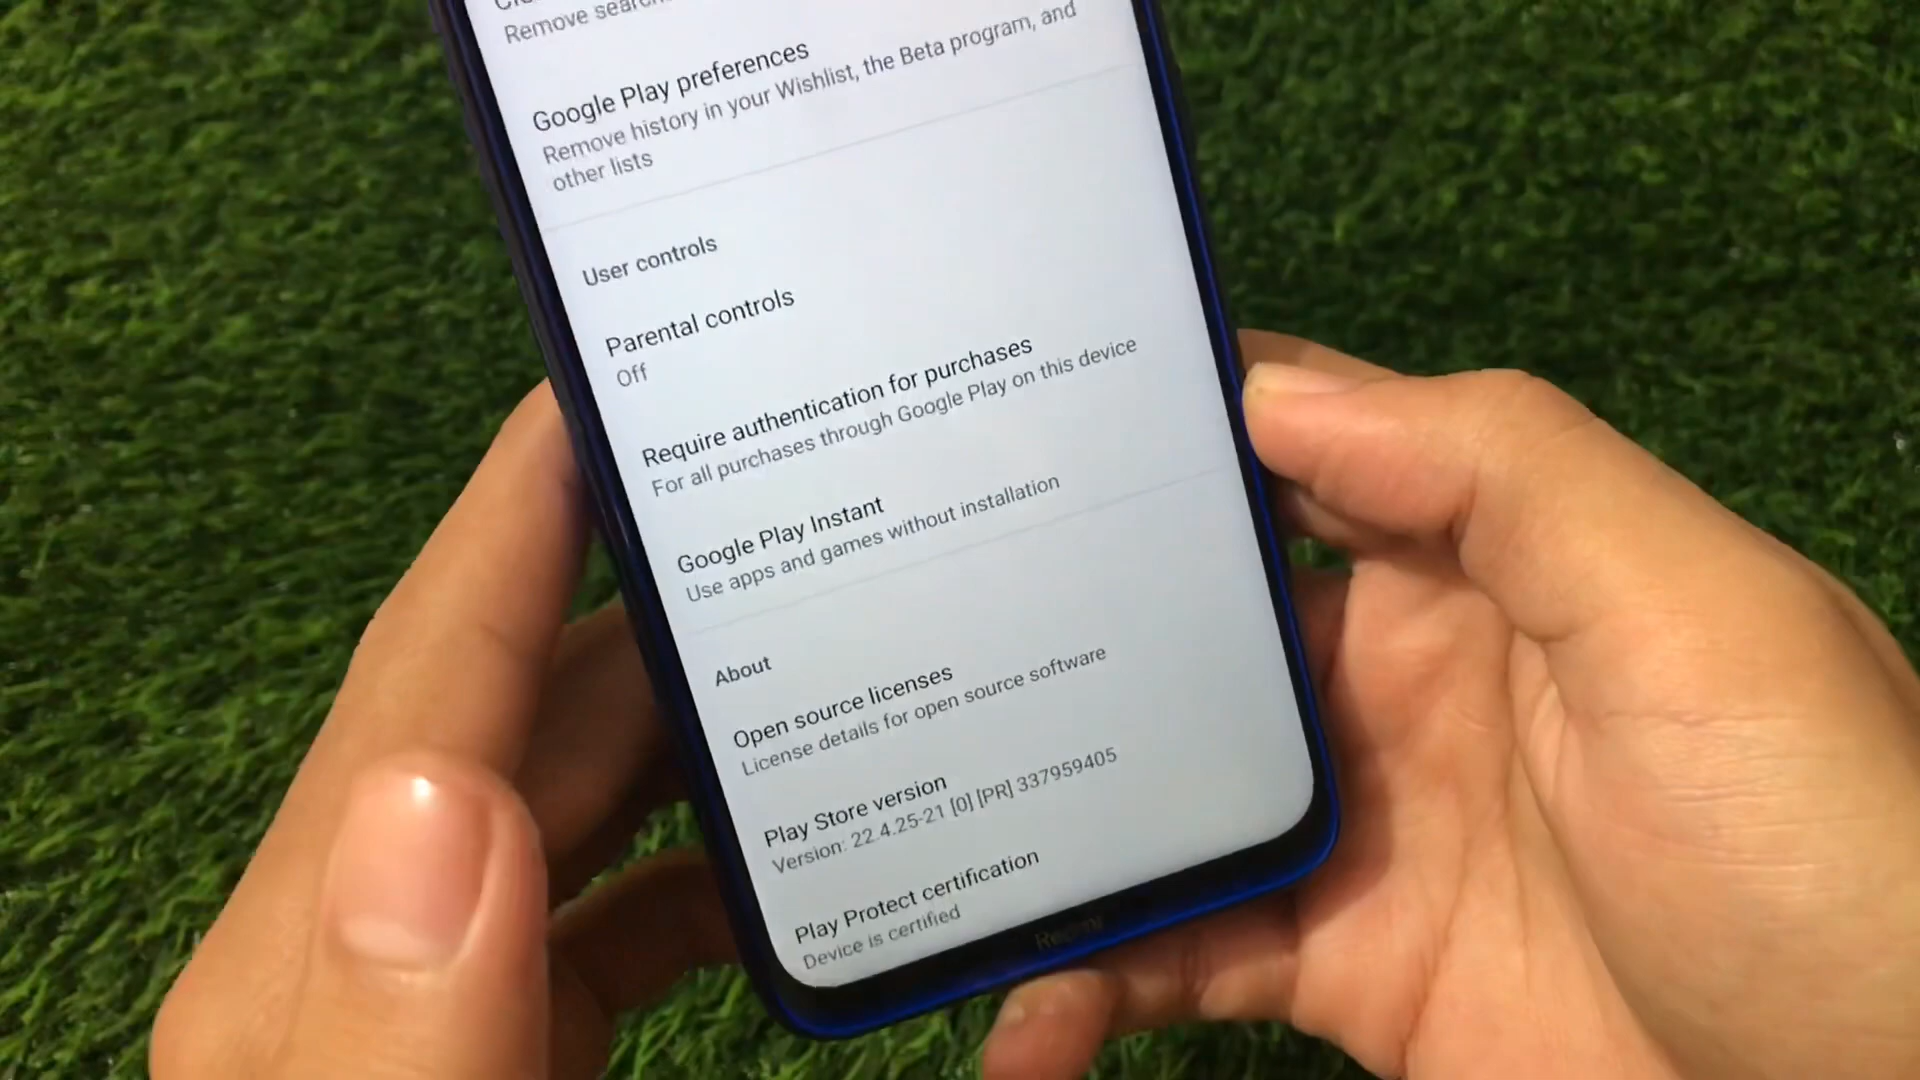 Remove search
Google Play preferences
Remove history in your Wishlist, the Beta program, and
other lists
User controls
Parental controls
Off
Require authentication for purchases
For all purchases through Google Play on this device
Google Play Instant
Use apps and games without installation
About
Open source licenses
License details for open source software
Play Store version
Version: 22.4.25-21 [0] [PR] 337959405
Play Protect certification
Device is certified
Redmi